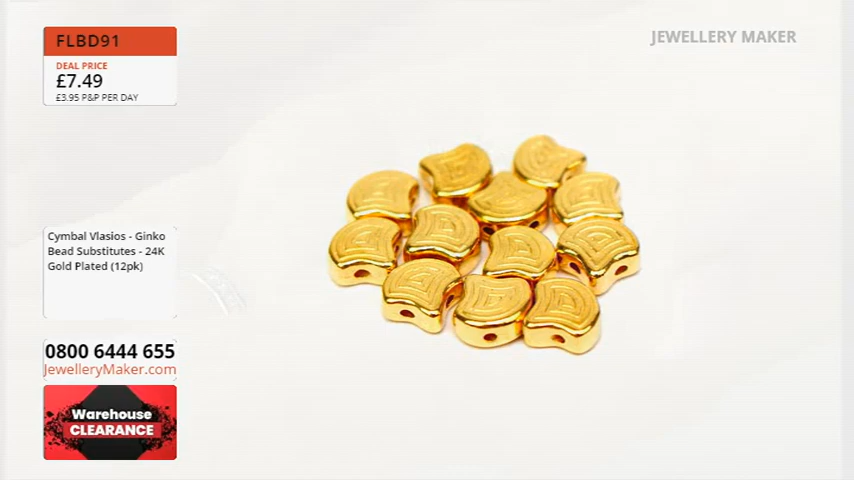 FLBD91
DEAL PRICE
£7.49
£3.95 P&P PER DAY
JEWELLERY MAKER
Cymbal Vlasios - Ginko
Bead Substitutes - 24K
Gold Plated (12pk)
0800 6444 655
JewelleryMaker.com
Warehouse
CLEARANCE